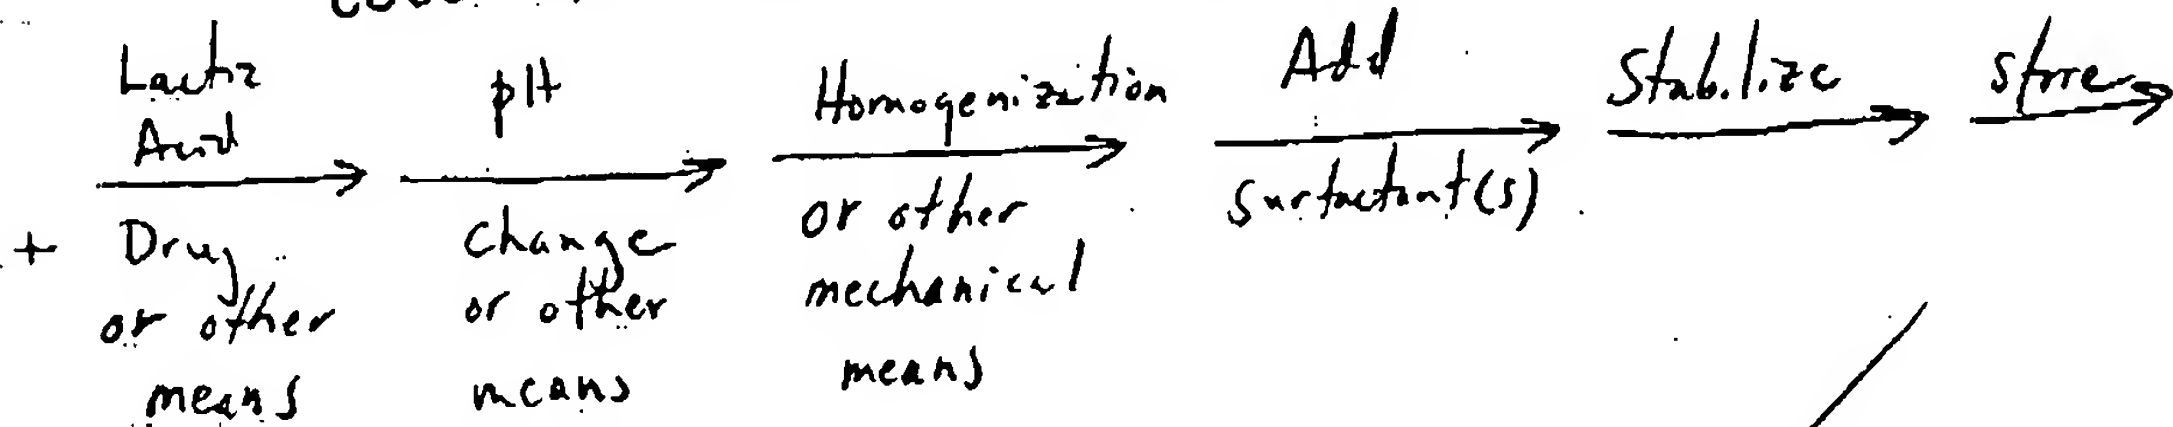 Lactic
Acid
+ Drug
or other
means
pH
change
or other
means
Homogenization
or other
mechanical
means
Add
surfactant(s)
Stabilize
store